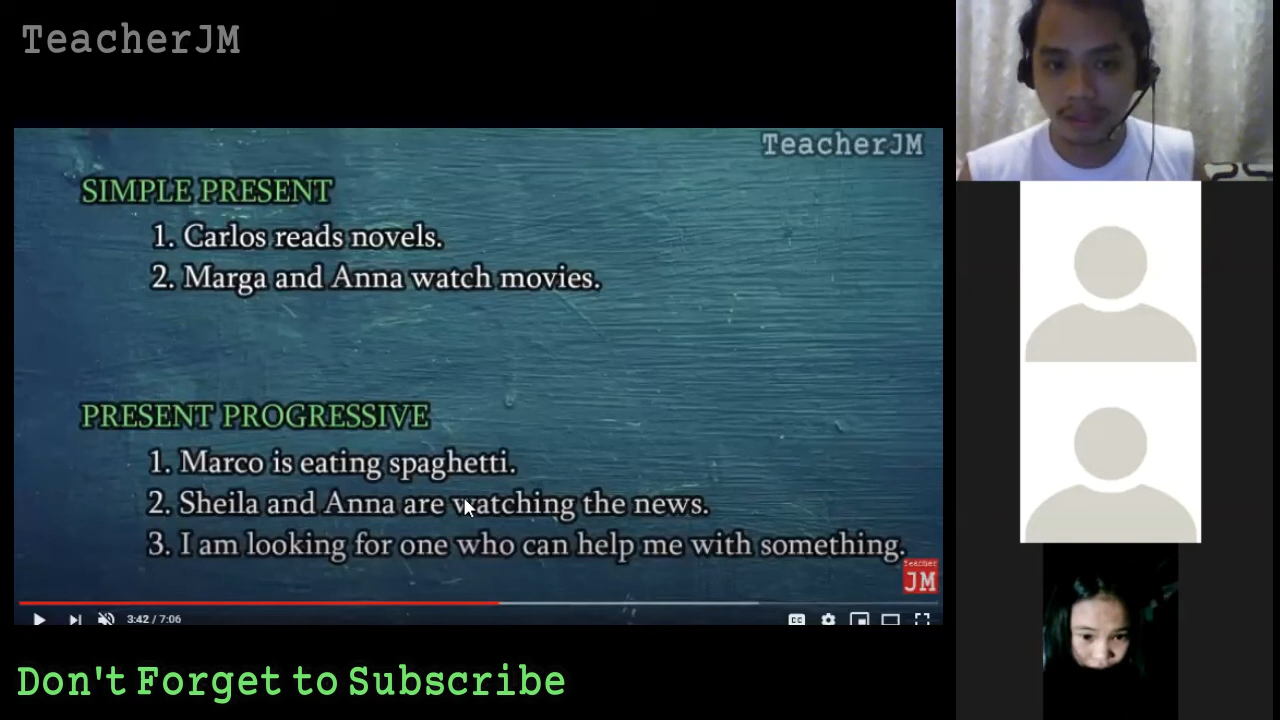 TeacherJM
TeacherJM
SIMPLE PRESENT
1. Carlos reads novels.
2. Marga and Anna watch movies.
PRESENT PROGRESSIVE
1. Marco is eating spaghetti.
2. Sheila and Anna are watching the news.
3. I am looking for one who can help me with something.
Teacher
JM
3:42 / 7:06
CC
Don't Forget to Subscribe